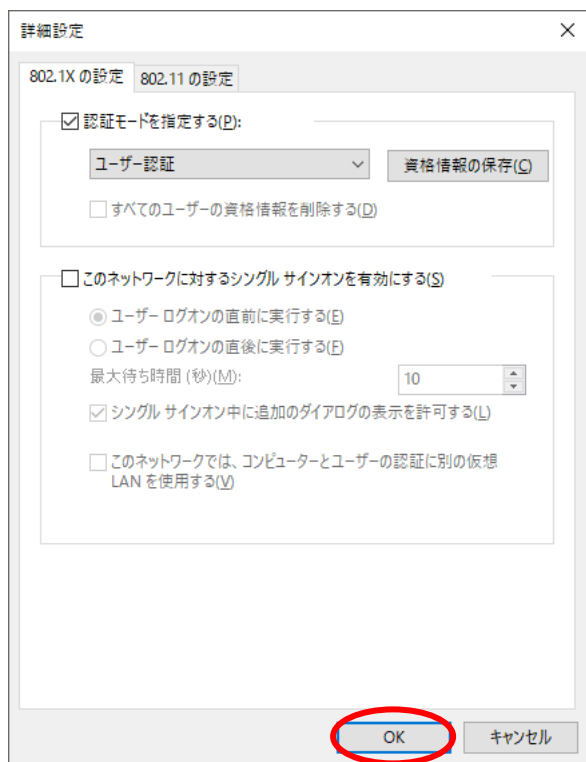 詳細設定
802.1X の設定 802.11 の設定
認証モードを指定する(P):
ユーザー認証 資格情報の保存(C)
すべてのユーザーの資格情報を削除する(D)
このネットワークに対するシングル サインオンを有効にする(S)
ユーザー ログオンの直前に実行する(E)
ユーザー ログオンの直後に実行する(F)
最大待ち時間 (秒)(M): 10
シングル サインオン中に追加のダイアログの表示を許可する(L)
このネットワークでは、コンピューターとユーザーの認証に別の仮想
LAN を使用する(V)
OK キャンセル